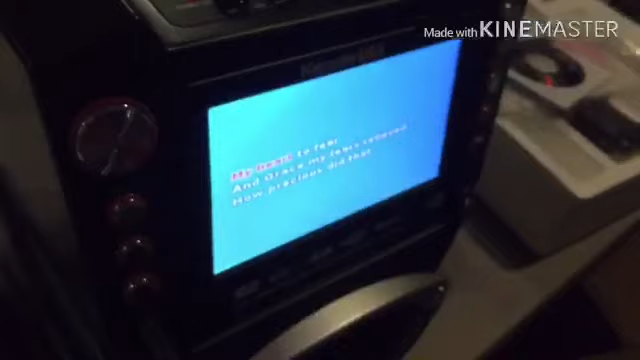 Made with KINEMASTER
My heart to fear
And Grace my fears relieved
How precious did that